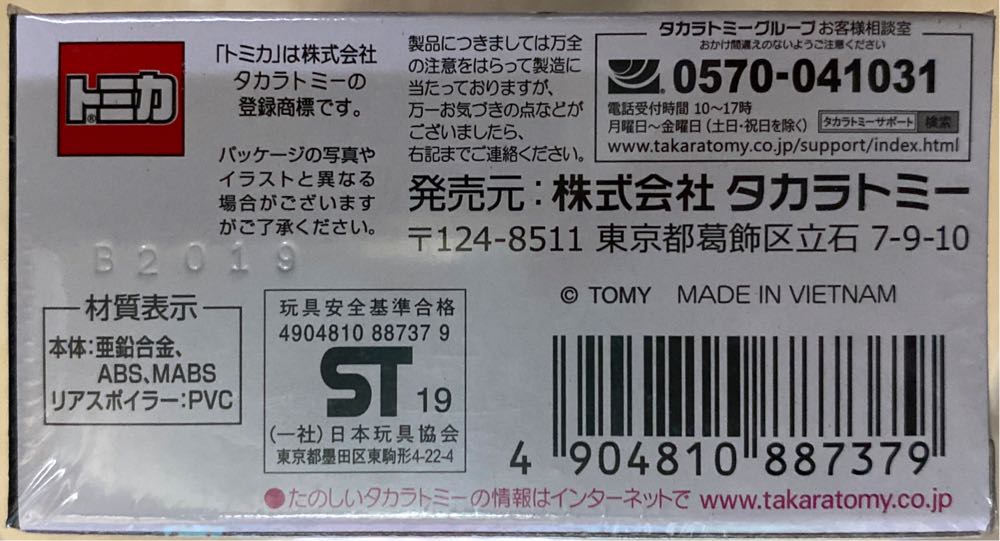 トミカ®
「トミカ」は株式会社
タカラトミーの
登録商標です。
パッケージの写真や
イラストと異なる
場合がございます
がご了承ください。
製品につきましては万全
の注意をはらって製造に
当たっておりますが、
万一お気づきの点などが
ございましたら、
右記までご連絡ください。
タカラトミーグループ お客様相談室
おかけ間違えのないようご注意ください
0570-041031
電話受付時間 10〜17時
月曜日〜金曜日(土日・祝日を除く) タカラトミーサポート 検索
www.takaratomy.co.jp/support/index.html
発売元:株式会社 タカラトミー
〒124-8511 東京都葛飾区立石 7-9-10
B2019
材質表示
本体:亜鉛合金、
ABS、MABS
リアスポイラー:PVC
玩具安全基準合格
4904810 88737 9
ST 19
(一社)日本玩具協会
東京都墨田区東駒形4-22-4
© TOMY MADE IN VIETNAM
4 904810 887379
●たのしいタカラトミーの情報はインターネットで www.takaratomy.co.jp